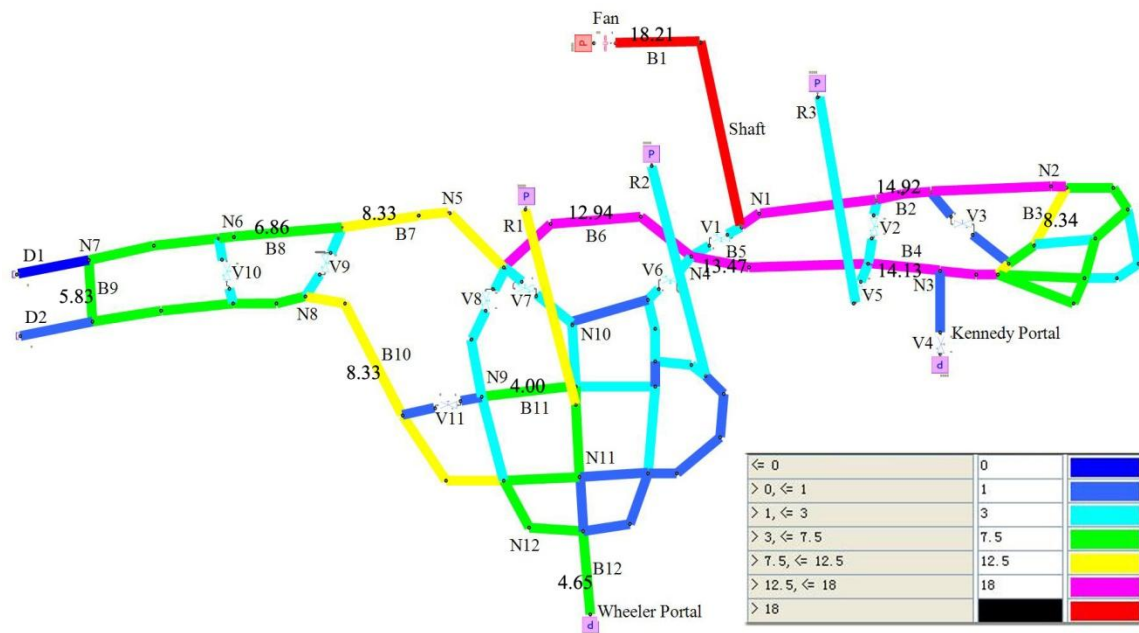 Fan
P
18.21
B1
Shaft
P
R3
P
R2
P
R1
N1
14.92
B2
N2
V3
B3
8.34
V1
B5
V2
B4
14.13
N3
V5
13.47
N4
V4
Kennedy Portal
d
12.94
B6
V6
N5
8.33
B7
N6
6.86
B8
D1
N7
V10
V9
5.83
B9
D2
N8
V8
V7
N10
B10
8.33
N9
4.00
B11
V11
N11
N12
B12
4.65
Wheeler Portal
d
<= 0 0
> 0, <= 1 1
> 1, <= 3 3
> 3, <= 7.5 7.5
> 7.5, <= 12.5 12.5
> 12.5, <= 18 18
> 18